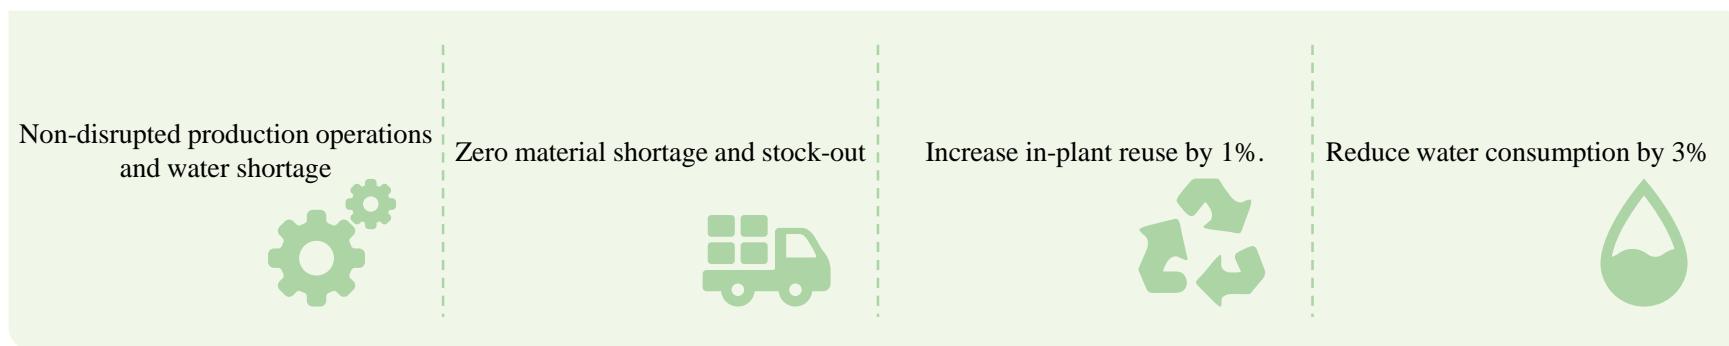 Non-disrupted production operations
and water shortage
Zero material shortage and stock-out
Increase in-plant reuse by 1%.
Reduce water consumption by 3%